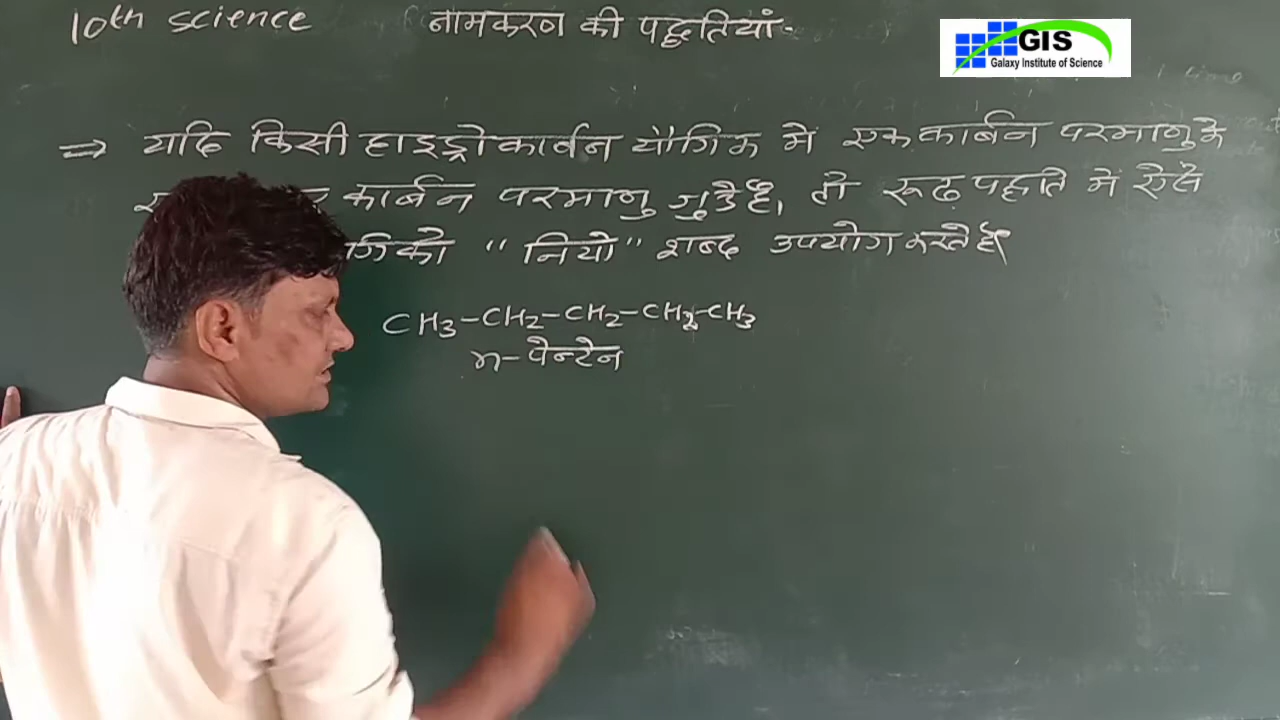 10th science नामकरण की पद्धतियां-
GIS
Galaxy Institute of Science
⇒ यदि किसी हाइड्रोकार्बन यौगिक मे एक कार्बन परमाणु के
कार्बन परमाणु जुडे है, तो रूढ़ पद्धति में ऐसे
"नियो" शब्द उपयोग करते है
CH3-CH2-CH2-CH2-CH3
n-पेन्टेन